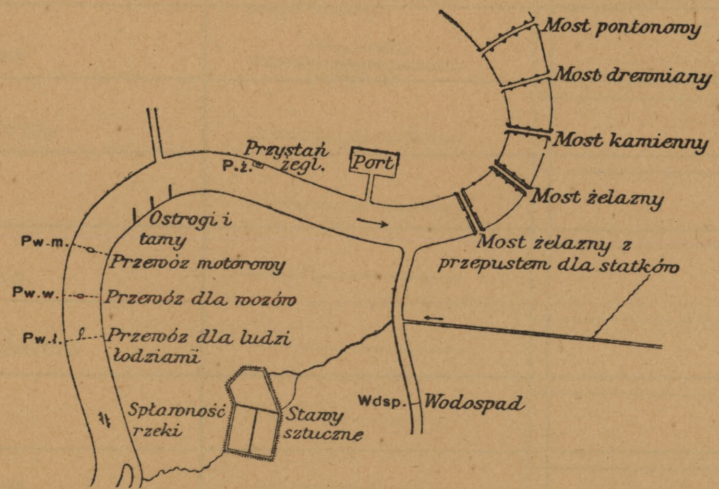 Most pontonowy
Most drewniany
Most kamienny
Most żelazny
Most żelazny z
przepustem dla statków
Przystań
żegl.
P.ż.
Port
Ostrogi i
tamy
Pw.m.
Przewóz motorowy
Pw.w.
Przewóz dla wozów
Pw.ł.
Przewóz dla ludzi
łodziami
Spławność
rzeki
Stawy
sztuczne
Wdsp.
Wodospad